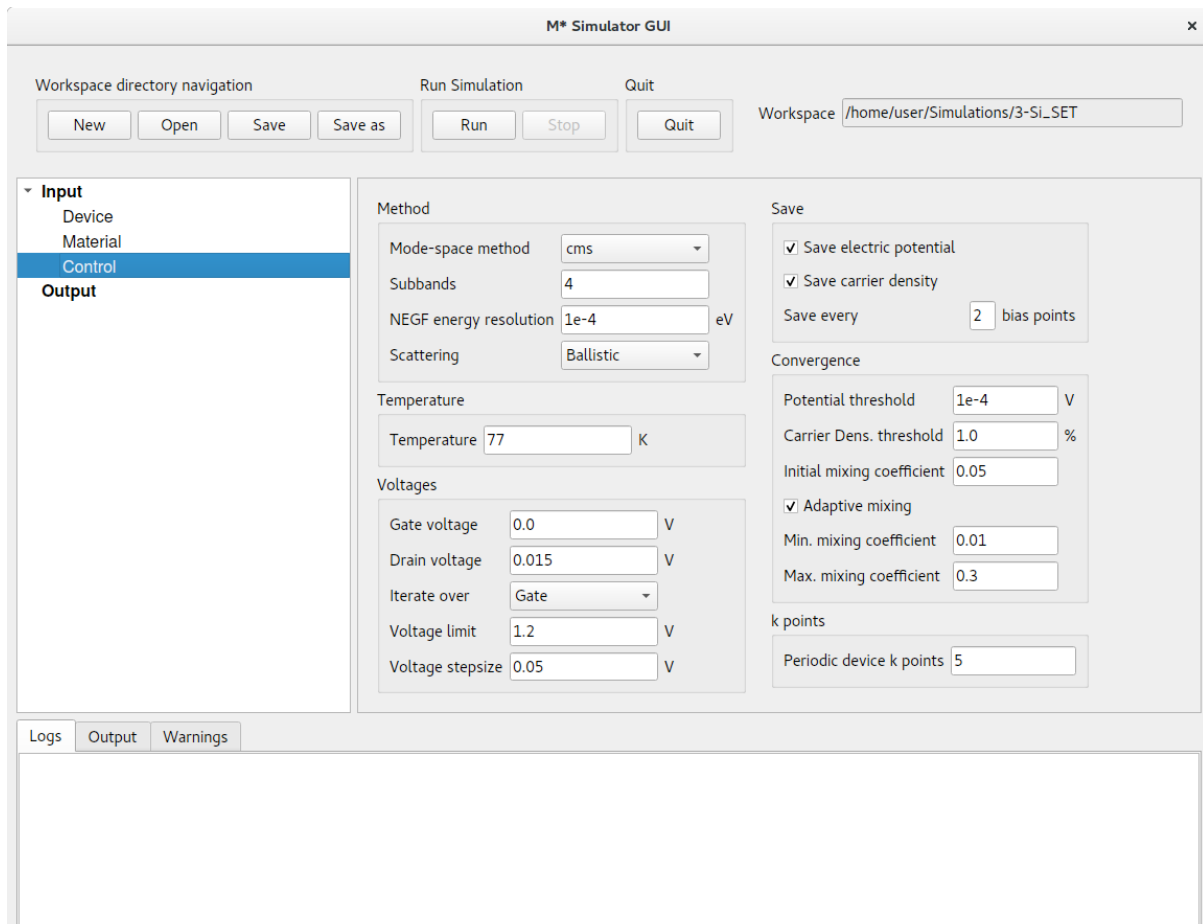 M* Simulator GUI
Workspace directory navigation
New Open Save Save as
Run Simulation
Run Stop
Quit
Quit
Workspace /home/user/Simulations/3-Si_SET
Input
Device
Material
Control
Output
Method
Mode-space method cms
Subbands 4
NEGF energy resolution 1e-4 eV
Scattering Ballistic
Temperature
Temperature 77 K
Voltages
Gate voltage 0.0 V
Drain voltage 0.015 V
Iterate over Gate
Voltage limit 1.2 V
Voltage stepsize 0.05 V
Save
Save electric potential
Save carrier density
Save every 2 bias points
Convergence
Potential threshold 1e-4 V
Carrier Dens. threshold 1.0 %
Initial mixing coefficient 0.05
Adaptive mixing
Min. mixing coefficient 0.01
Max. mixing coefficient 0.3
k points
Periodic device k points 5
Logs Output Warnings